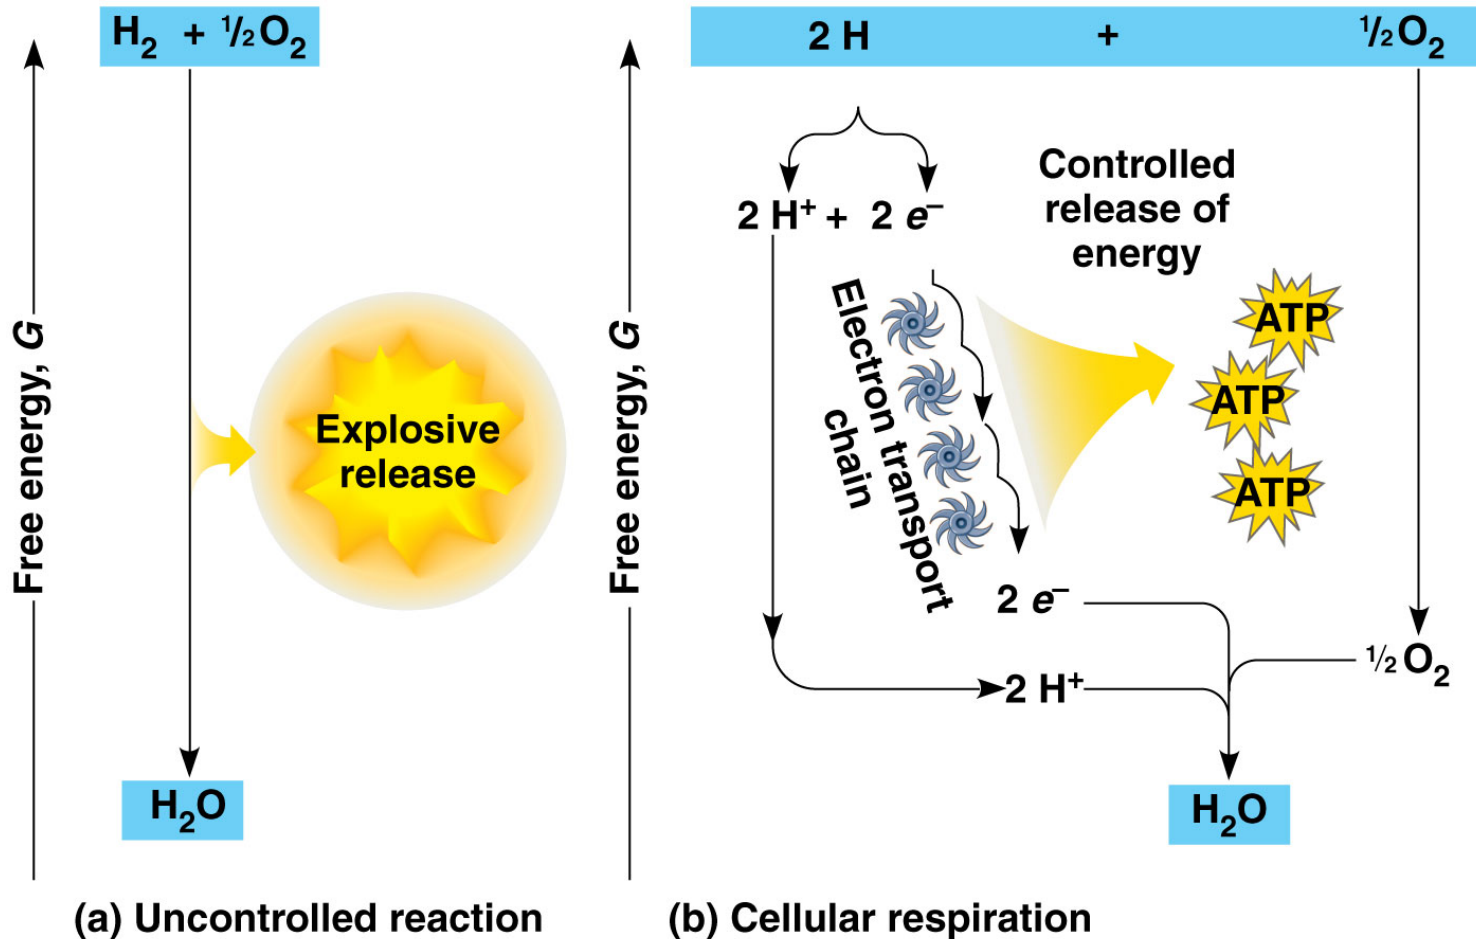 H₂ + ½O₂
Free energy, G
Explosive
release
H₂O
(a) Uncontrolled reaction
2 H + ½O₂
Free energy, G
2 H⁺ + 2 e⁻
Controlled
release of
energy
Electron transport
chain
ATP
ATP
ATP
2 e⁻
½O₂
2 H⁺
H₂O
(b) Cellular respiration